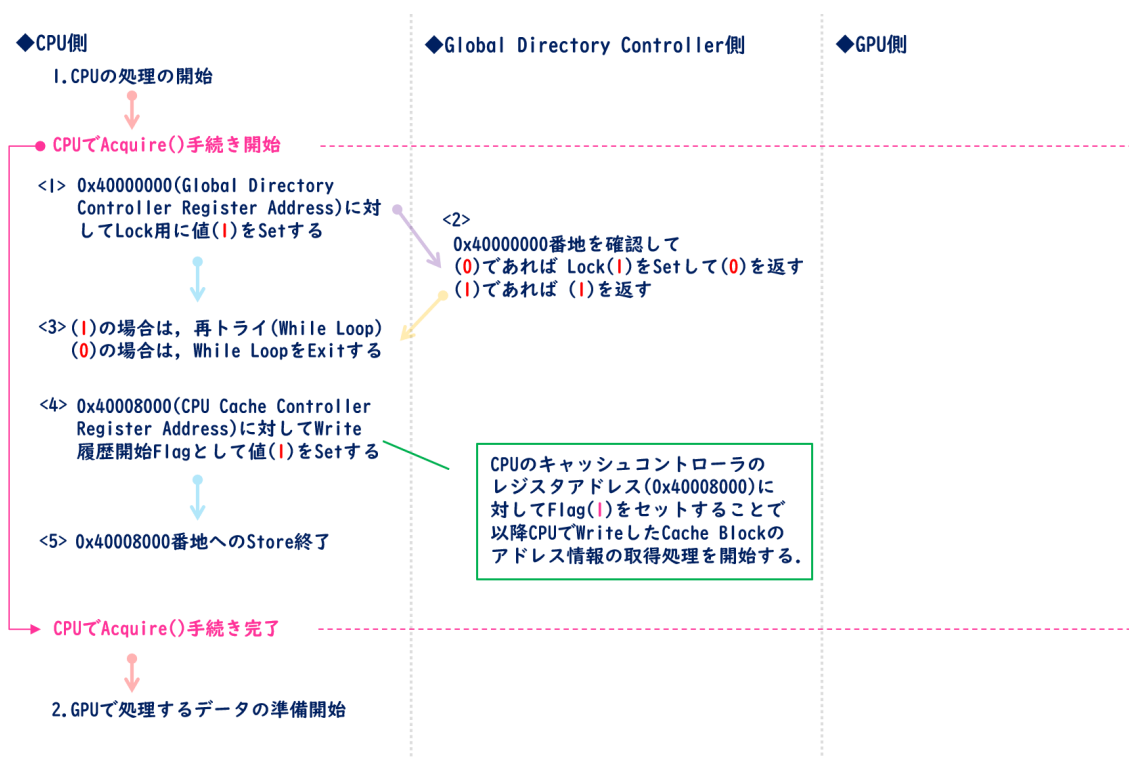 ◆CPU側
◆Global Directory Controller側
◆GPU側
1.CPUの処理の開始
CPUでAcquire()手続き開始
<1> 0x40000000(Global Directory
Controller Register Address)に対
してLock用に値(1)をSetする
<2>
0x40000000番地を確認して
(0)であれば Lock(1)をSetして(0)を返す
(1)であれば (1)を返す
<3>(1)の場合は，再トライ(While Loop)
(0)の場合は，While LoopをExitする
<4> 0x40008000(CPU Cache Controller
Register Address)に対してWrite
履歴開始Flagとして値(1)をSetする
CPUのキャッシュコントローラの
レジスタアドレス(0x40008000)に
対してFlag(1)をセットすることで
以降CPUでWriteしたCache Blockの
アドレス情報の取得処理を開始する．
<5> 0x40008000番地へのStore終了
CPUでAcquire()手続き完了
2.GPUで処理するデータの準備開始